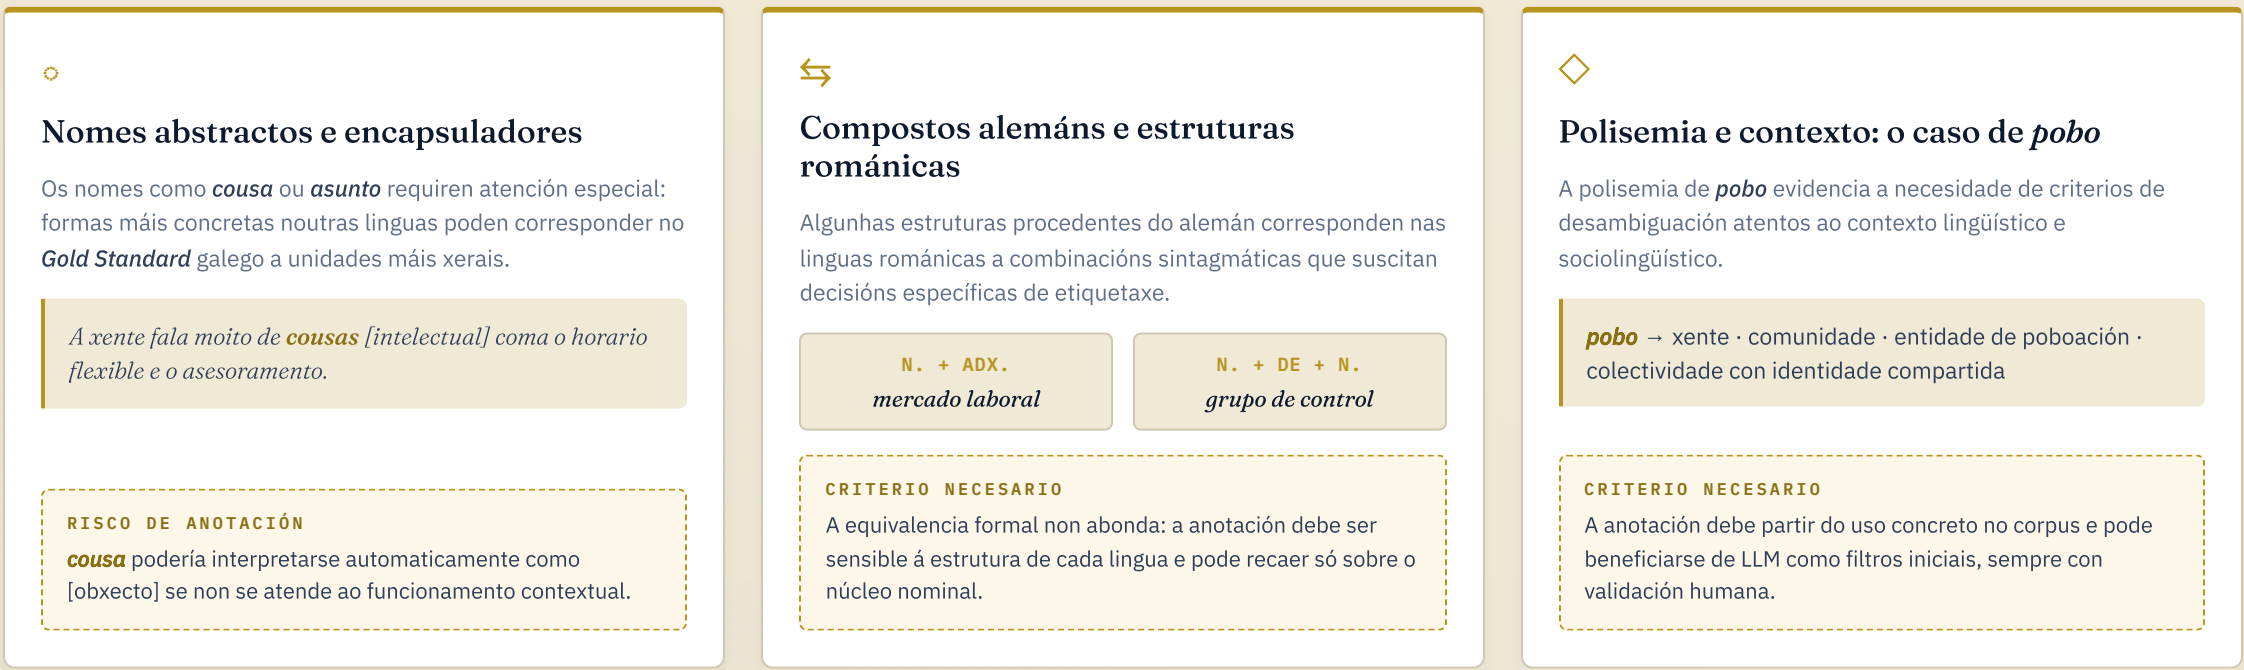 Nomes abstractos e encapsuladores
Os nomes como cousa ou asunto requiren atención especial:
formas máis concretas noutras linguas poden corresponder no
Gold Standard galego a unidades máis xerais.
A xente fala moito de cousas [intelectual] coma o horario
flexible e o asesoramento.
RISCO DE ANOTACIÓN
cousa podería interpretarse automaticamente como
[obxecto] se non se atende ao funcionamento contextual.
Compostos alemáns e estruturas
románicas
Algunhas estruturas procedentes do alemán corresponden nas
linguas románicas a combinacións sintagmáticas que suscitan
decisións específicas de etiquetaxe.
N. + ADX.
mercado laboral
N. + DE + N.
grupo de control
CRITERIO NECESARIO
A equivalencia formal non abonda: a anotación debe ser
sensible á estrutura de cada lingua e pode recaer só sobre o
núcleo nominal.
Polisemia e contexto: o caso de pobo
A polisemia de pobo evidencia a necesidade de criterios de
desambiguación atentos ao contexto lingüístico e
sociolingüístico.
pobo → xente · comunidade · entidade de poboación ·
colectividade con identidade compartida
CRITERIO NECESARIO
A anotación debe partir do uso concreto no corpus e pode
beneficiarse de LLM como filtros iniciais, sempre con
validación humana.